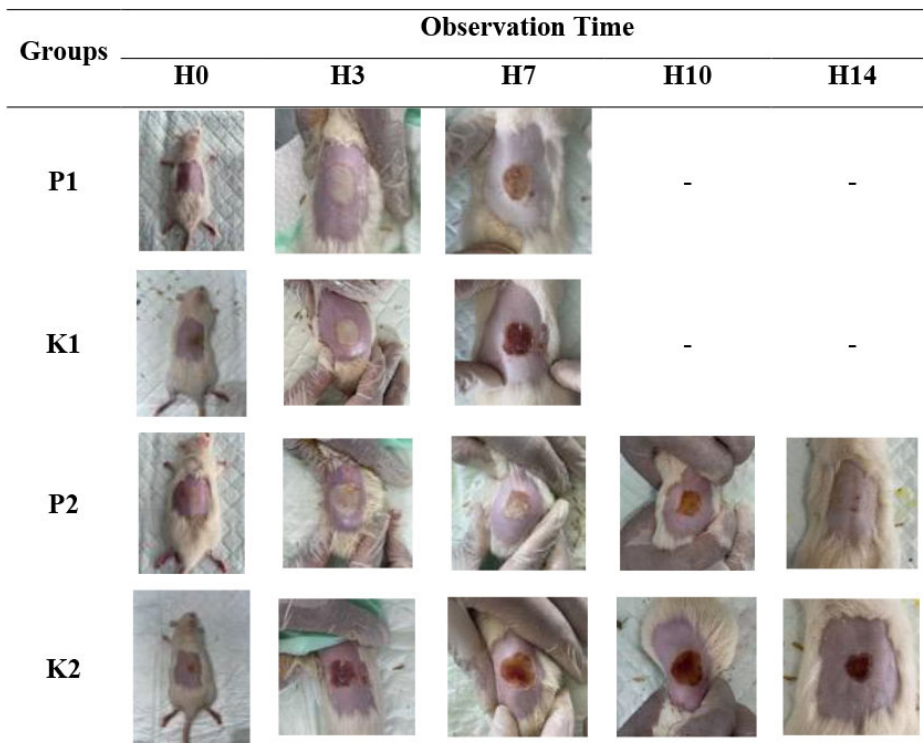 Observation Time
Groups
H0 H3 H7 H10 H14
P1 - -
K1 - -
P2
K2